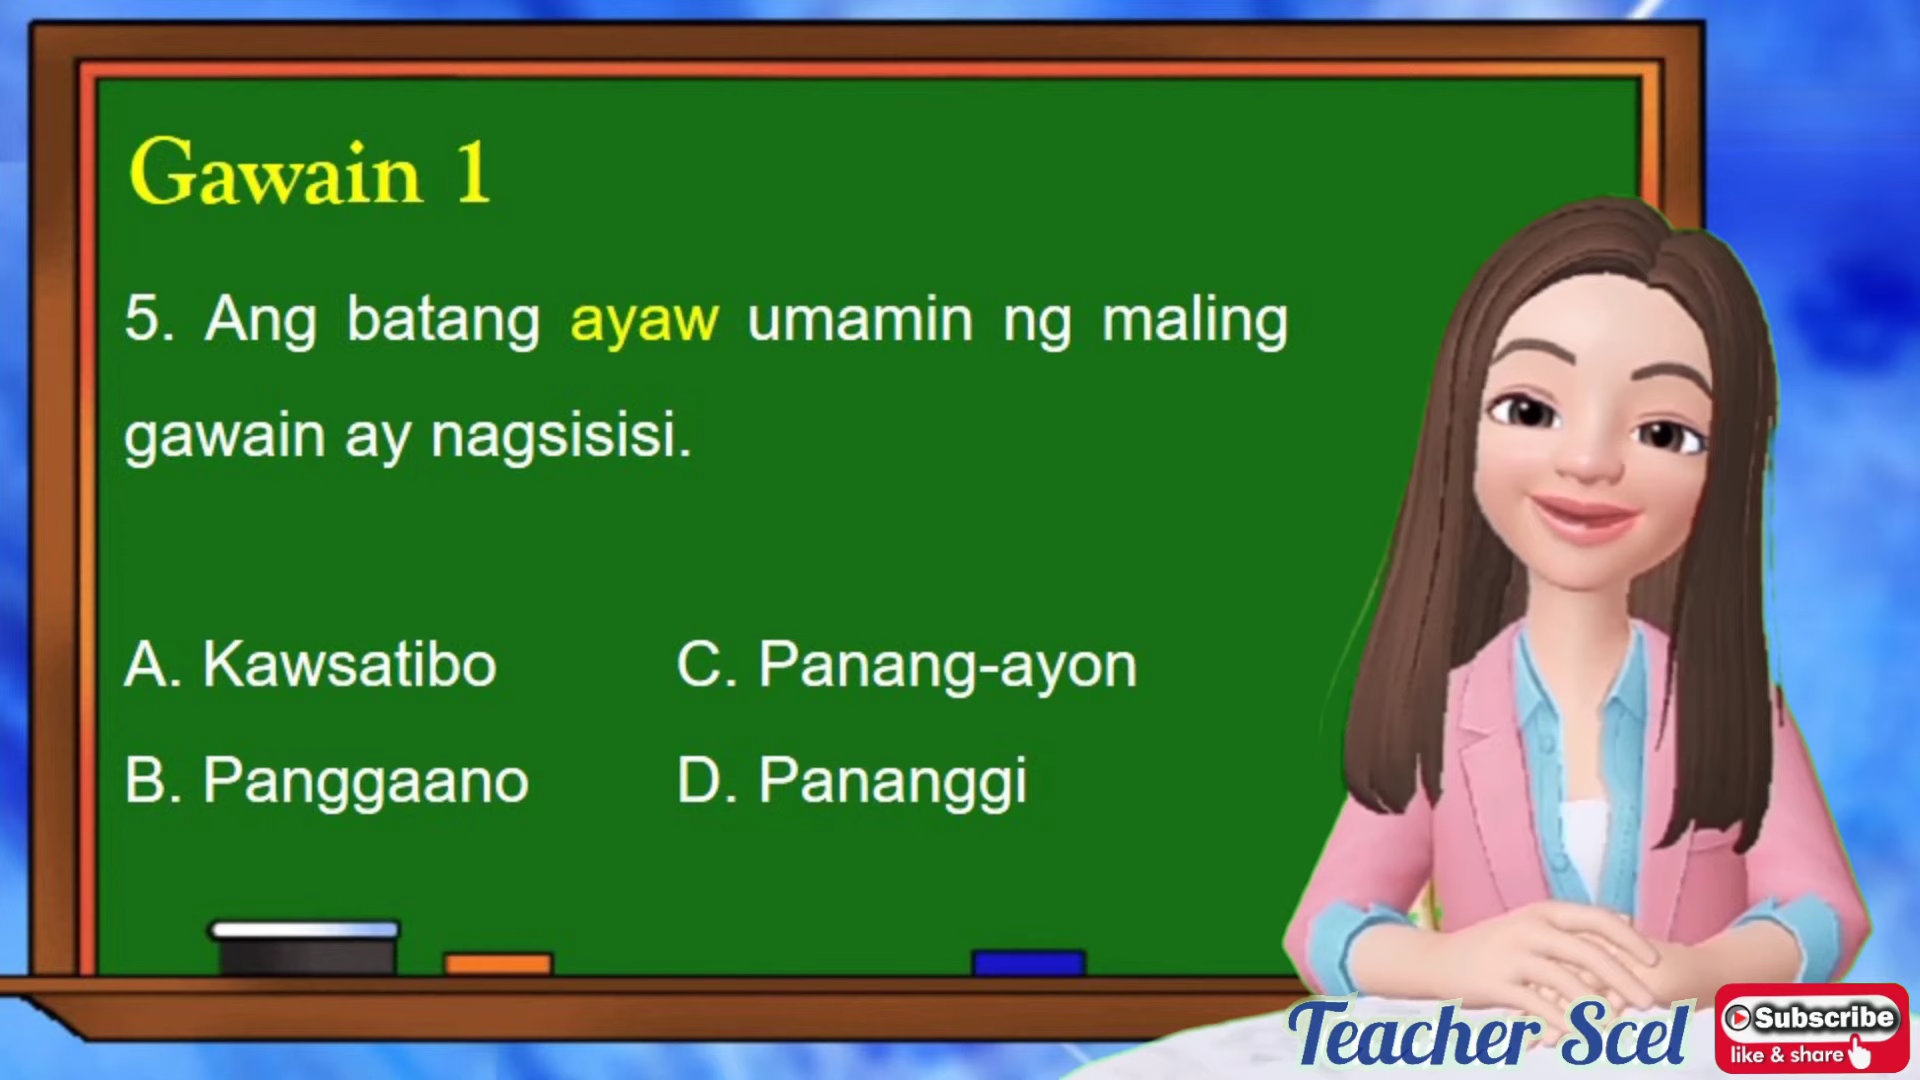 Gawain 1
5. Ang batang ayaw umamin ng maling
gawain ay nagsisisi.
A. Kawsatibo
C. Panang-ayon
B. Panggaano
D. Pananggi
Teacher Scel
Subscribe
like & share